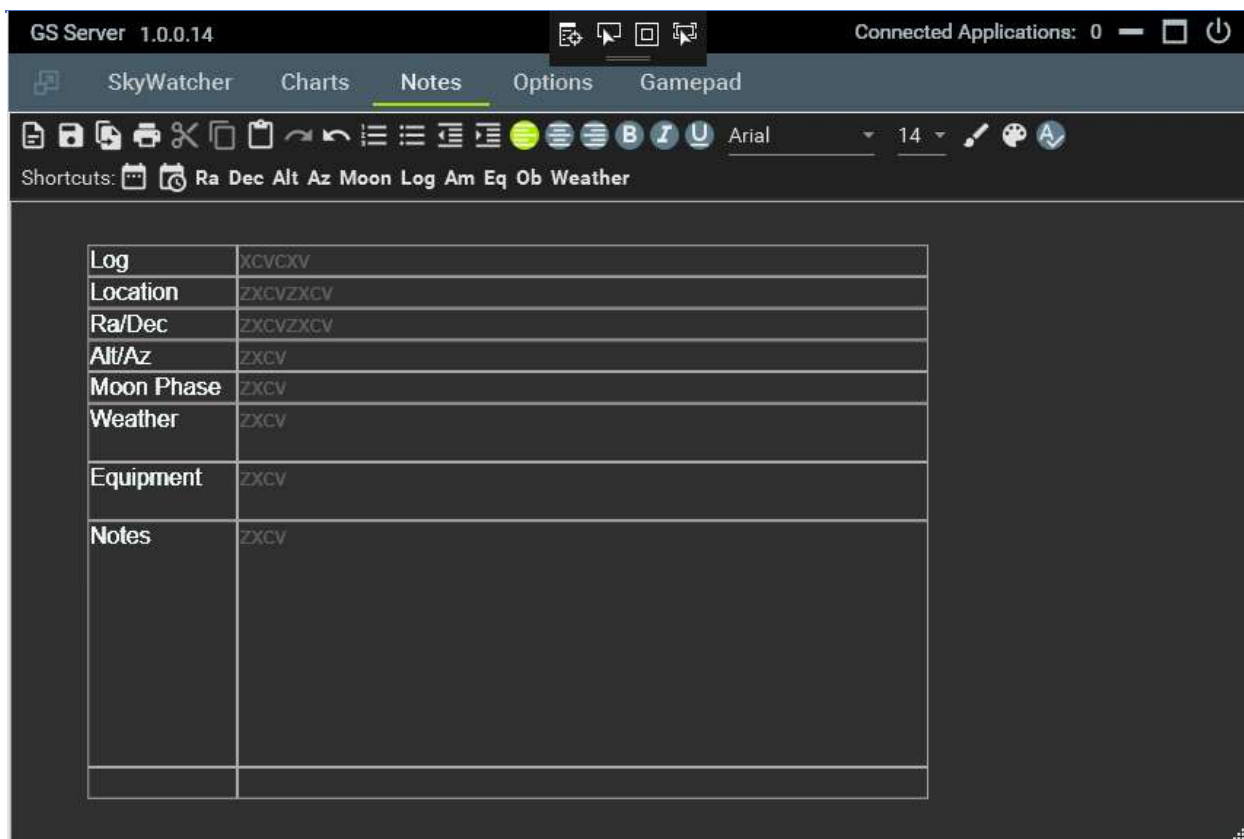 GS Server 1.0.0.14 Connected Applications: 0
SkyWatcher Charts Notes Options Gamepad
B I U Arial 14 A
Shortcuts: Ra Dec Alt Az Moon Log Am Eq Ob Weather
Log xcvcxv
Location zxcvzxcv
Ra/Dec zxcvzxcv
Alt/Az zxcv
Moon Phase zxcv
Weather zxcv
Equipment zxcv
Notes zxcv